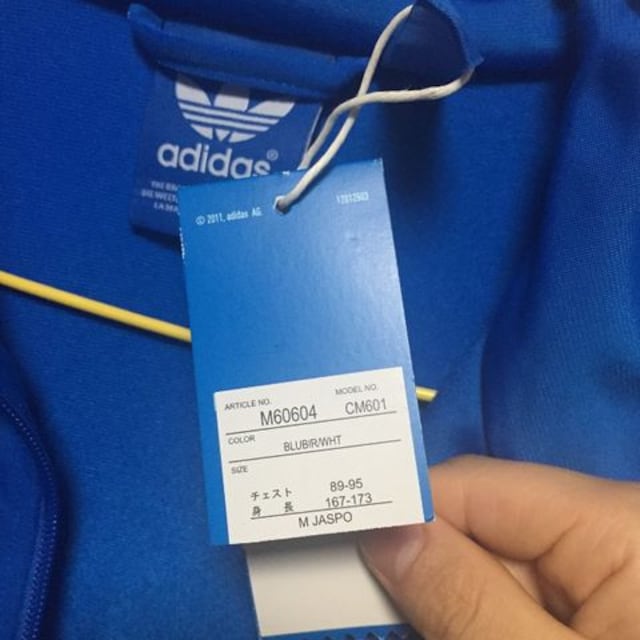 adidas®
© 2011, adidas AG.
ARTICLE NO.
MODEL NO.
M60604
CM601
COLOR
BLUBIR/WHT
SIZE
チェスト 89-95
身 長 167-173
M JASPO